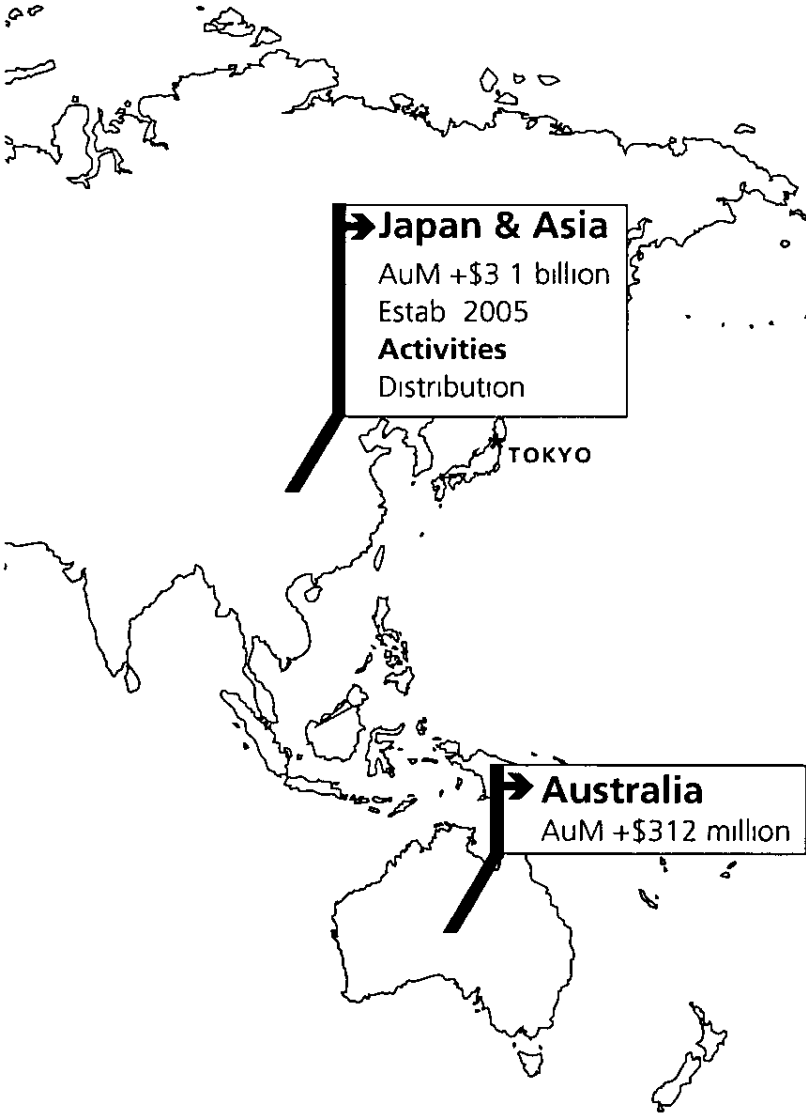 Japan & Asia
AuM +$3 1 billion
Estab 2005
Activities
Distribution
TOKYO
Australia
AuM +$312 million